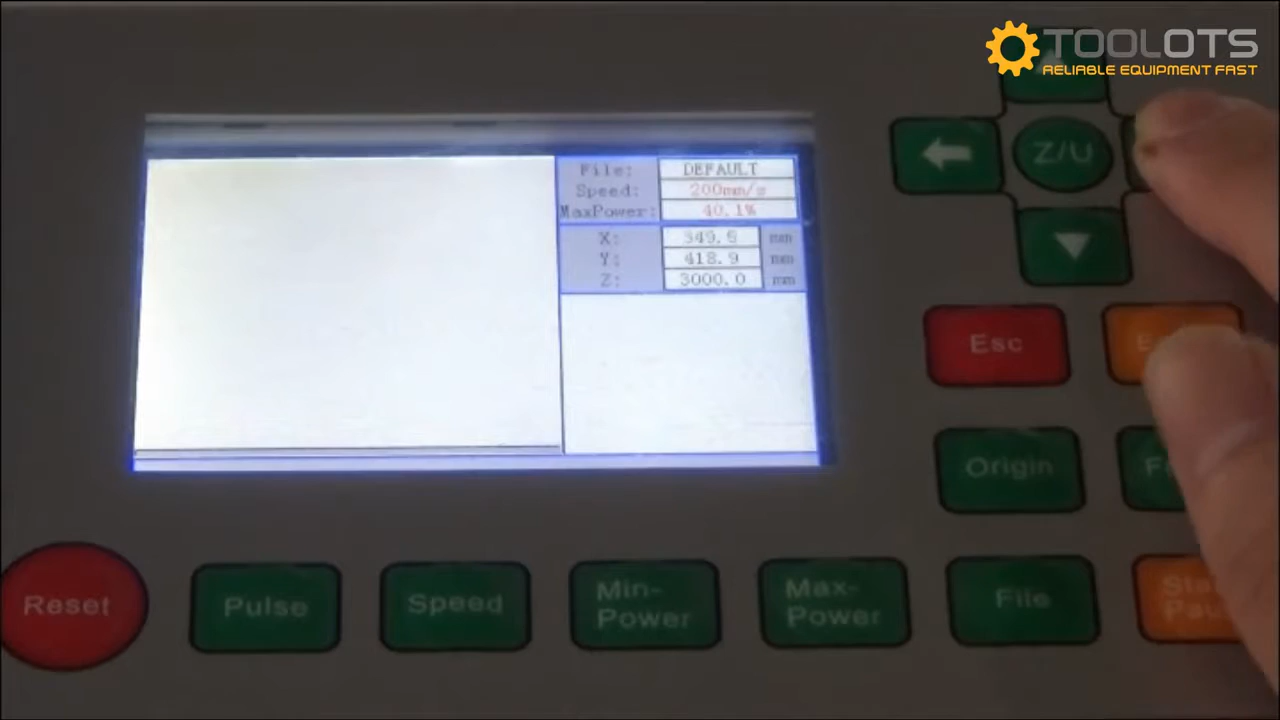 TOOLOTS
RELIABLE EQUIPMENT FAST
File: DEFAULT
Speed: 200mm/s
MaxPower: 40.1%
X: 349.6 mm
Y: 418.9 mm
Z: 3000.0 mm
Z/U
Esc
Origin
Reset
Pulse
Speed
Min-
Power
Max-
Power
File